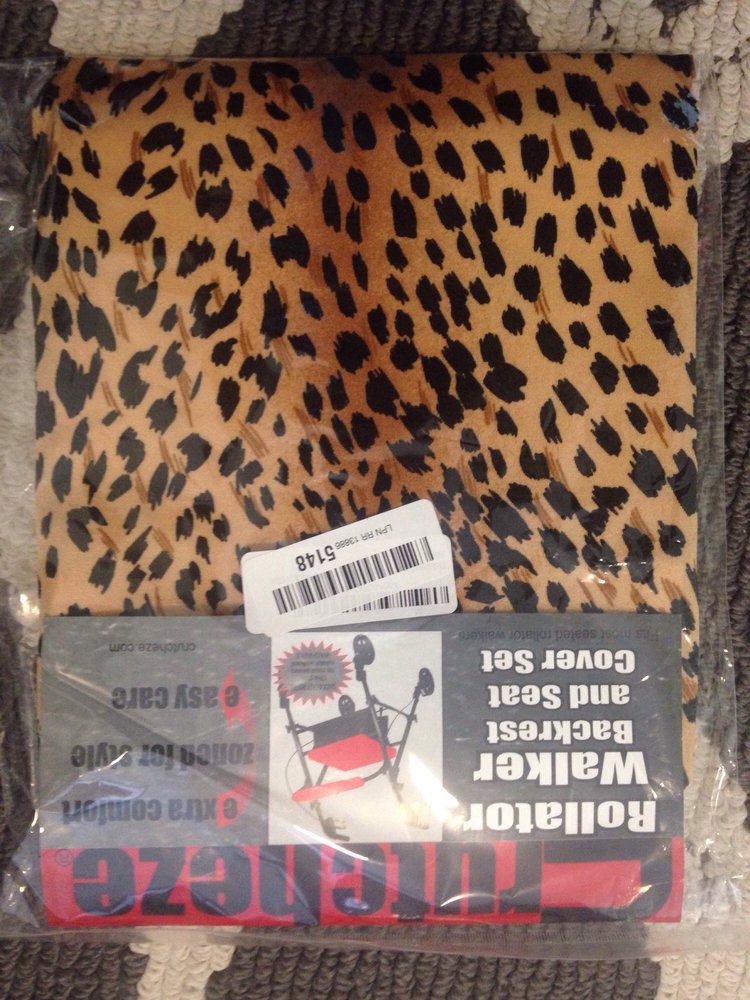 crutcheze
Rollator
Walker
Backrest
and Seat
Cover Set
Fits most seated rollator walkers
extra comfort
zoned for style
easy care
crutcheze.com
LPN RR 13886
5148